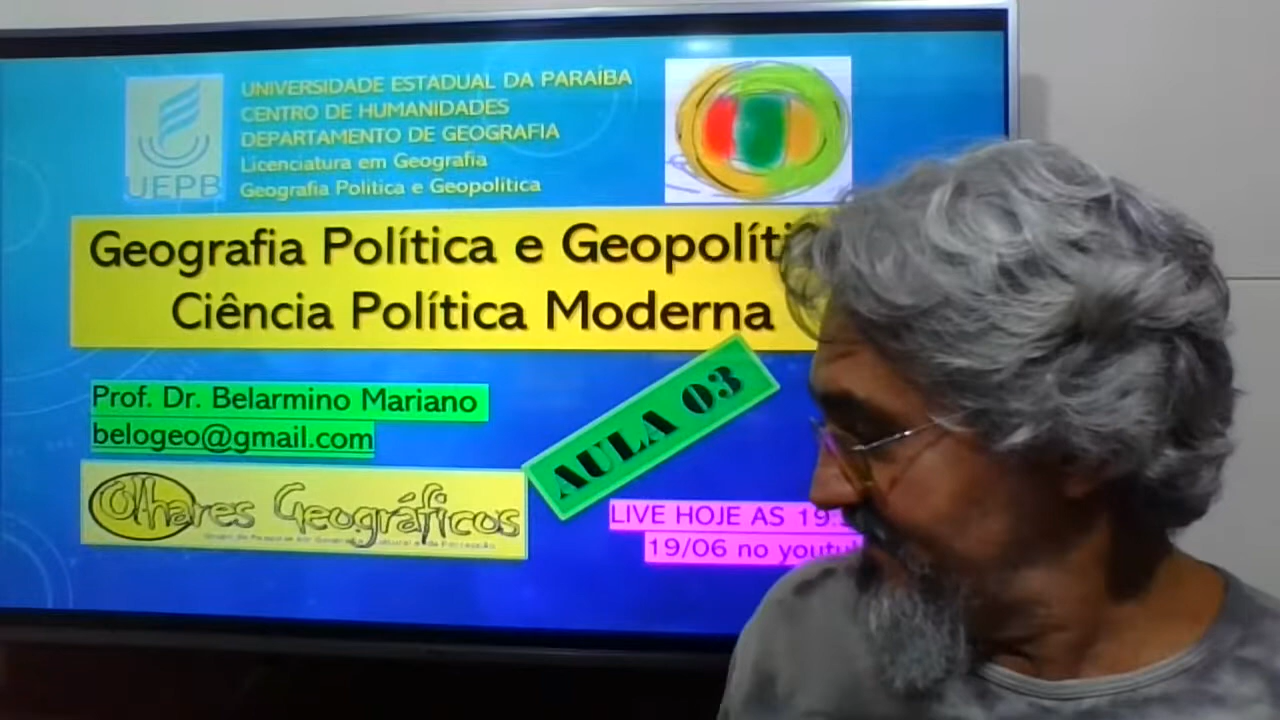 UEPB
UNIVERSIDADE ESTADUAL DA PARAÍBA
CENTRO DE HUMANIDADES
DEPARTAMENTO DE GEOGRAFIA
Licenciatura em Geografia
Geografia Política e Geopolítica
Geografia Política e Geopolíti
Ciência Política Moderna
Prof. Dr. Belarmino Mariano
belogeo@gmail.com
AULA 03
Olhares Geográficos
LIVE HOJE AS 19:
19/06 no youtu